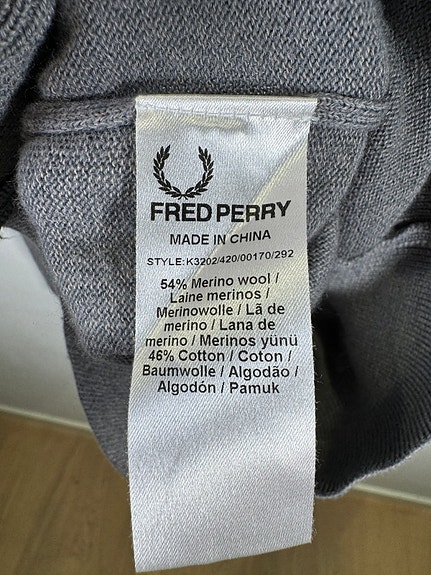 FRED PERRY
MADE IN CHINA
STYLE:K3202/420/00170/292
54% Merino wool /
Laine merinos /
Merinowolle / Lã de
merino / Lana de
merino / Merinos yünü
46% Cotton / Coton /
Baumwolle / Algodão /
Algodón / Pamuk